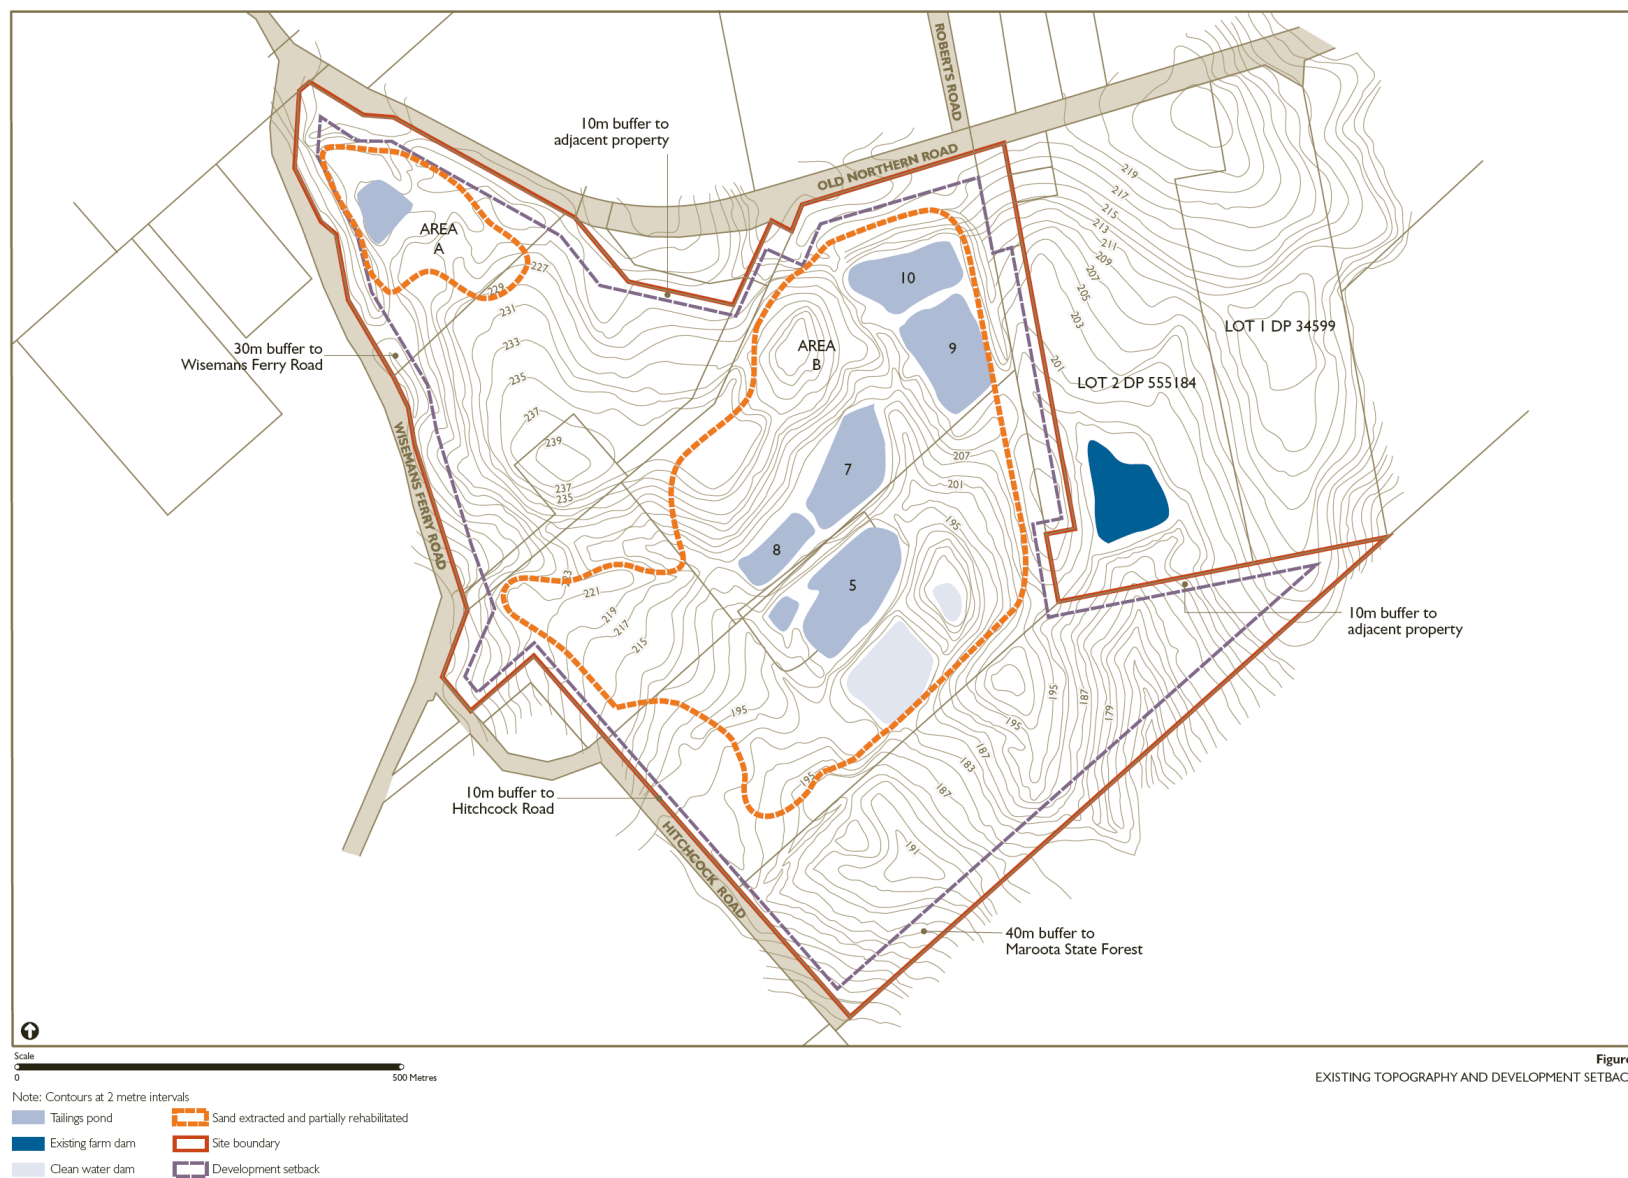 ROBERTS ROAD
10m buffer to
adjacent property
OLD NORTHERN ROAD
219
217
215
213
211
209
207
205
203
201
AREA
A
227
229
231
233
235
237
239
237
235
10
9
AREA
B
LOT 1 DP 34599
LOT 2 DP 555184
30m buffer to
Wisemans Ferry Road
WISEMANS FERRY ROAD
207
201
195
7
8
5
223
221
219
217
215
195
195
10m buffer to
adjacent property
195
187
179
195
187
183
187
191
10m buffer to
Hitchcock Road
HITCHCOCK ROAD
40m buffer to
Maroota State Forest
Scale
0
500 Metres
Figure
EXISTING TOPOGRAPHY AND DEVELOPMENT SETBAC
Note: Contours at 2 metre intervals
Tailings pond
Sand extracted and partially rehabilitated
Existing farm dam
Site boundary
Clean water dam
Development setback